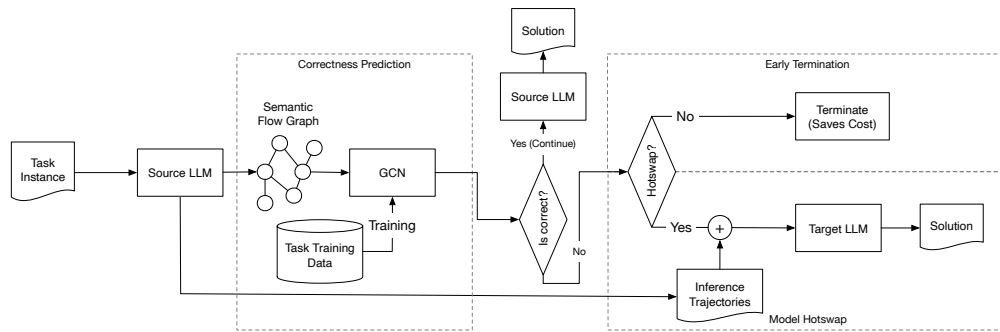 Solution
Correctness Prediction
Early Termination
Source LLM
Semantic
Flow Graph
No
Terminate
(Saves Cost)
Yes (Continue)
Task
Instance
Source LLM
GCN
Hotswap?
Is correct?
Training
Yes
+
Target LLM
Solution
Task Training
Data
No
Inference
Trajectories
Model Hotswap